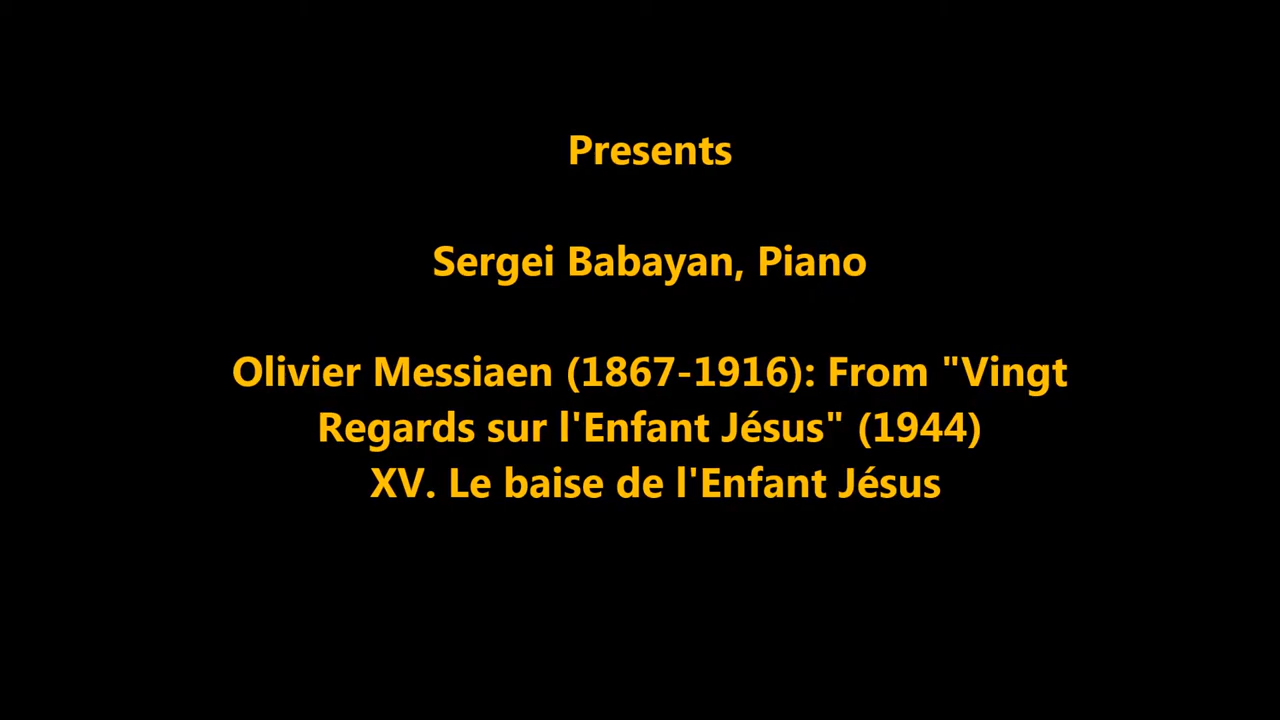 Presents
Sergei Babayan, Piano
Olivier Messiaen (1867-1916): From "Vingt
Regards sur l'Enfant Jésus" (1944)
XV. Le baise de l'Enfant Jésus